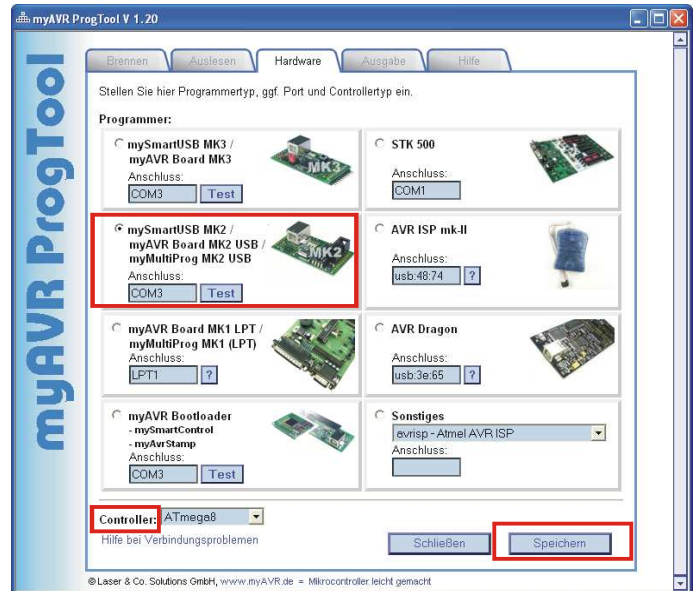 myAVR ProgTool V 1.20
myAVR ProgTool
Brennen
Auslesen
Hardware
Ausgabe
Hilfe
Stellen Sie hier Programmertyp, ggf. Port und Controllertyp ein.
Programmer:
mySmartUSB MK3 /
myAVR Board MK3
Anschluss:
COM3
Test
MK3
STK 500
Anschluss:
COM1
mySmartUSB MK2 /
myAVR Board MK2 USB /
myMultiProg MK2 USB
Anschluss:
COM3
Test
MK2
AVR ISP mk-II
Anschluss:
usb:48:74
?
myAVR Board MK1 LPT /
myMultiProg MK1 (LPT)
Anschluss:
LPT1
?
AVR Dragon
Anschluss:
usb:3e:65
?
myAVR Bootloader
- mySmartControl
- myAvrStamp
Anschluss:
COM3
Test
Sonstiges
avrisp - Atmel AVR ISP
Anschluss:
Controller: ATmega8
Hilfe bei Verbindungsproblemen
Schließen
Speichern
© Laser & Co. Solutions GmbH, www.myAVR.de = Mikrocontroller leicht gemacht